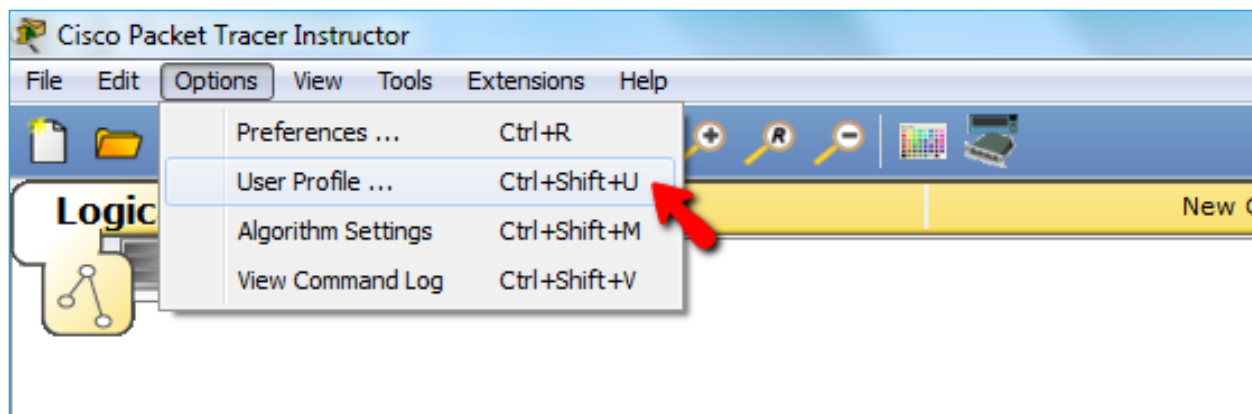 Cisco Packet Tracer Instructor
File Edit Options View Tools Extensions Help
Preferences ... Ctrl+R
User Profile ... Ctrl+Shift+U
Algorithm Settings Ctrl+Shift+M
View Command Log Ctrl+Shift+V
R
Logic
New